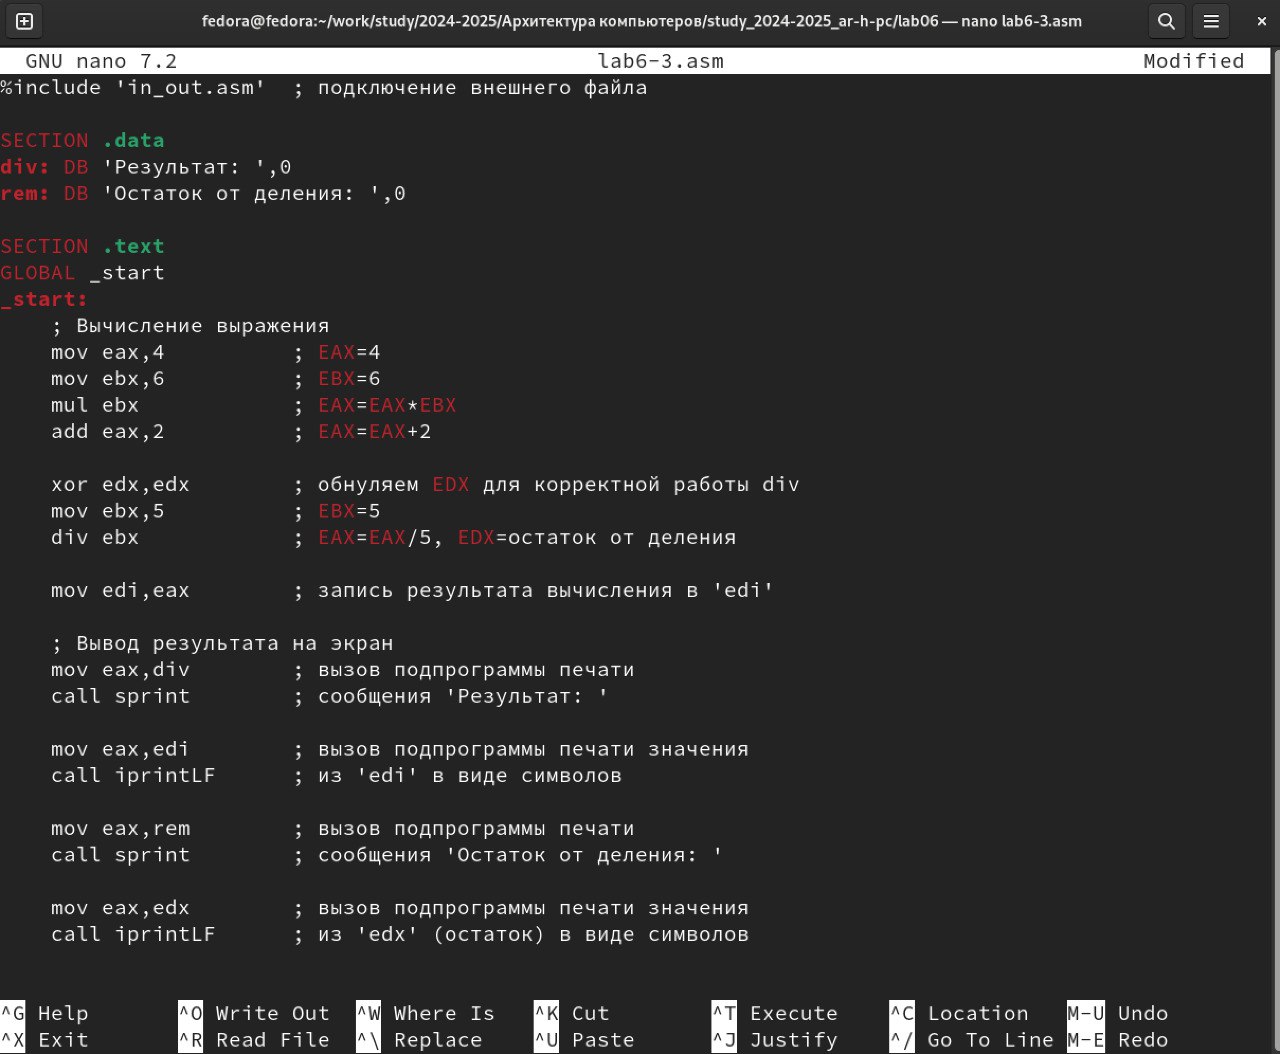 fedora@fedora:~/work/study/2024-2025/Архитектура компьютеров/study_2024-2025_ar-h-pc/lab06 — nano lab6-3.asm
GNU nano 7.2 lab6-3.asm Modified
%include 'in_out.asm' ; подключение внешнего файла
SECTION .data
div: DB 'Результат: ',0
rem: DB 'Остаток от деления: ',0
SECTION .text
GLOBAL _start
_start:
; Вычисление выражения
mov eax,4 ; EAX=4
mov ebx,6 ; EBX=6
mul ebx ; EAX=EAX*EBX
add eax,2 ; EAX=EAX+2
xor edx,edx ; обнуляем EDX для корректной работы div
mov ebx,5 ; EBX=5
div ebx ; EAX=EAX/5, EDX=остаток от деления
mov edi,eax ; запись результата вычисления в 'edi'
; Вывод результата на экран
mov eax,div ; вызов подпрограммы печати
call sprint ; сообщения 'Результат: '
mov eax,edi ; вызов подпрограммы печати значения
call iprintLF ; из 'edi' в виде символов
mov eax,rem ; вызов подпрограммы печати
call sprint ; сообщения 'Остаток от деления: '
mov eax,edx ; вызов подпрограммы печати значения
call iprintLF ; из 'edx' (остаток) в виде символов
^G Help ^O Write Out ^W Where Is ^K Cut ^T Execute ^C Location M-U Undo
^X Exit ^R Read File ^\ Replace ^U Paste ^J Justify ^/ Go To Line M-E Redo